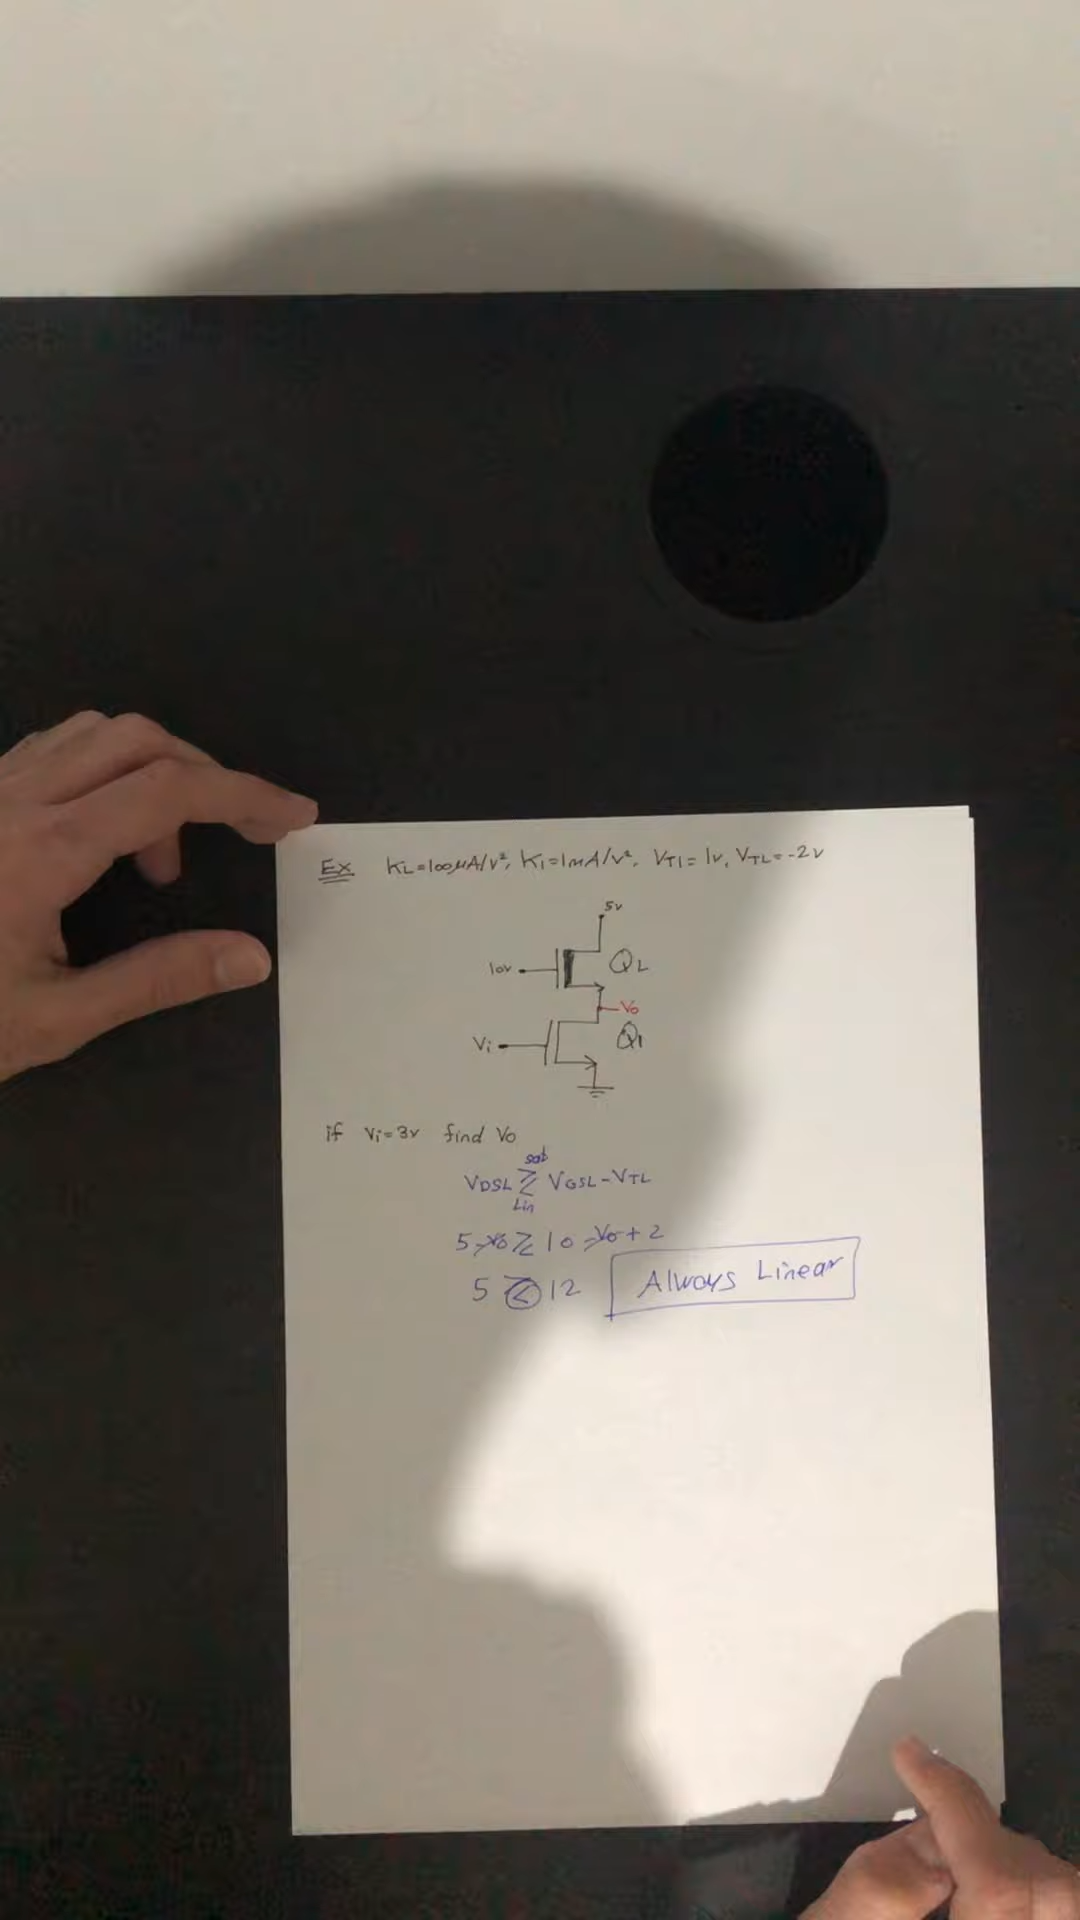 Ex KL=100μA/V², K1=1mA/V², VT1=1V, VTL=-2V
5V
10V QL
Vo
Vi Q1
if Vi=3V find Vo
sat
VDSL ≷ VGSL-VTL
Lin
5-Vo ≷ 10-Vo+2
5 ≷ 12 Always Linear